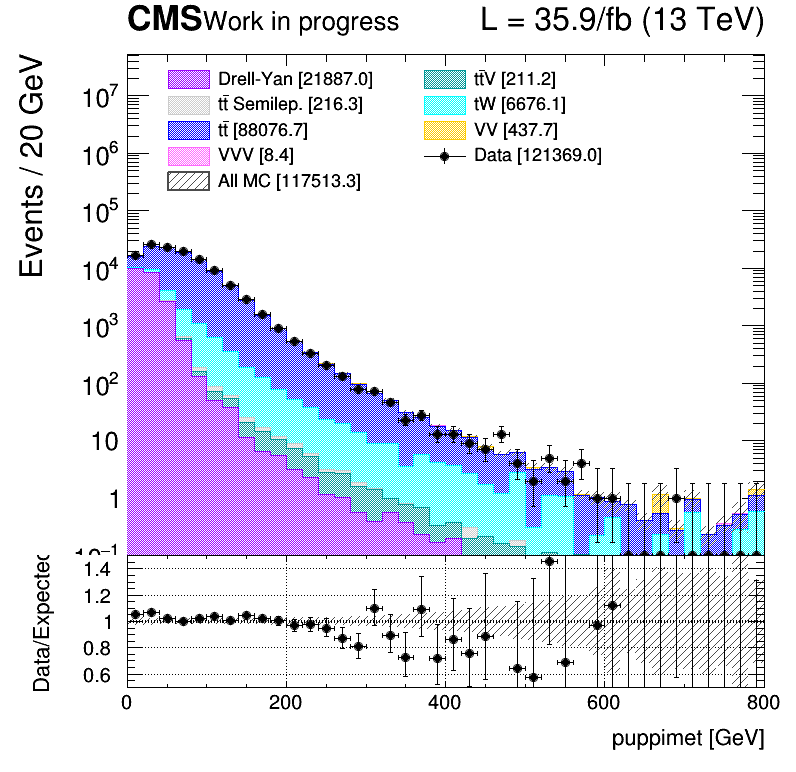 CMS Work in progress L = 35.9/fb (13 TeV)
Events / 20 GeV
Drell-Yan [21887.0]
tt̄ Semilep. [216.3]
tt̄ [88076.7]
VVV [8.4]
All MC [117513.3]
tt̄V [211.2]
tW [6676.1]
VV [437.7]
Data [121369.0]
10⁷
10⁶
10⁵
10⁴
10³
10²
10
1
10⁻¹
Data/Expected
1.4
1.2
1
0.8
0.6
0 200 400 600 800
puppimet [GeV]